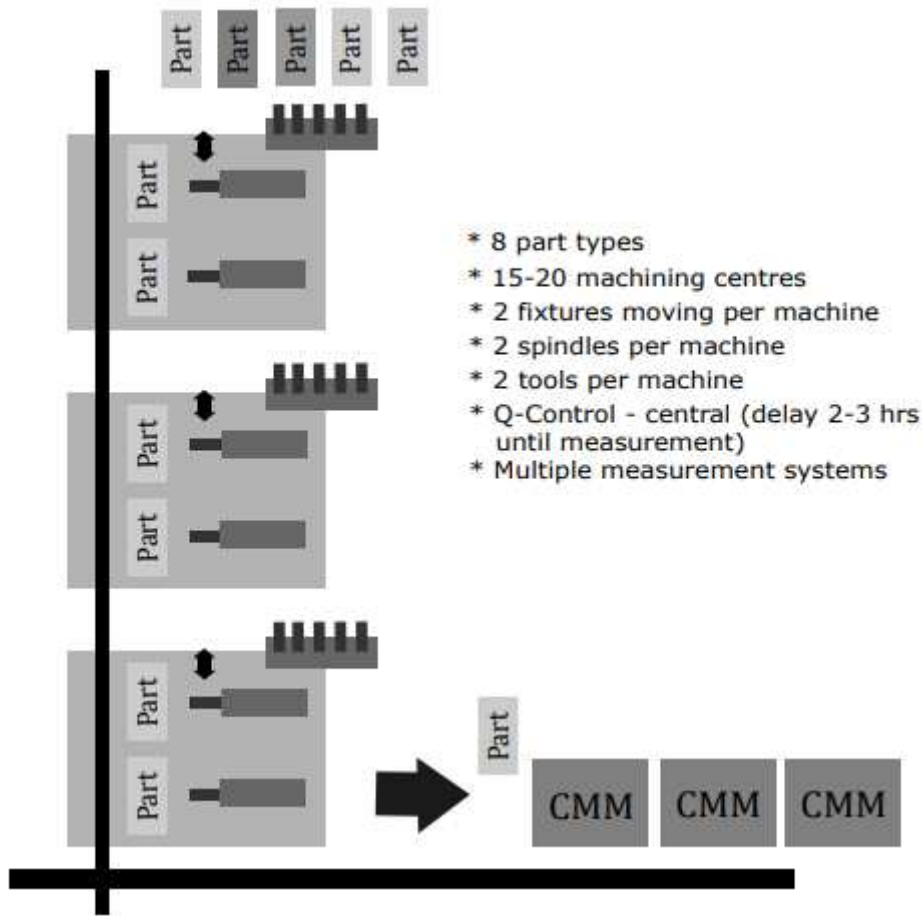 Part
Part
Part
Part
Part
Part
Part
* 8 part types
* 15-20 machining centres
* 2 fixtures moving per machine
* 2 spindles per machine
* 2 tools per machine
* Q-Control - central (delay 2-3 hrs
until measurement)
* Multiple measurement systems
Part
Part
Part
Part
Part
CMM
CMM
CMM